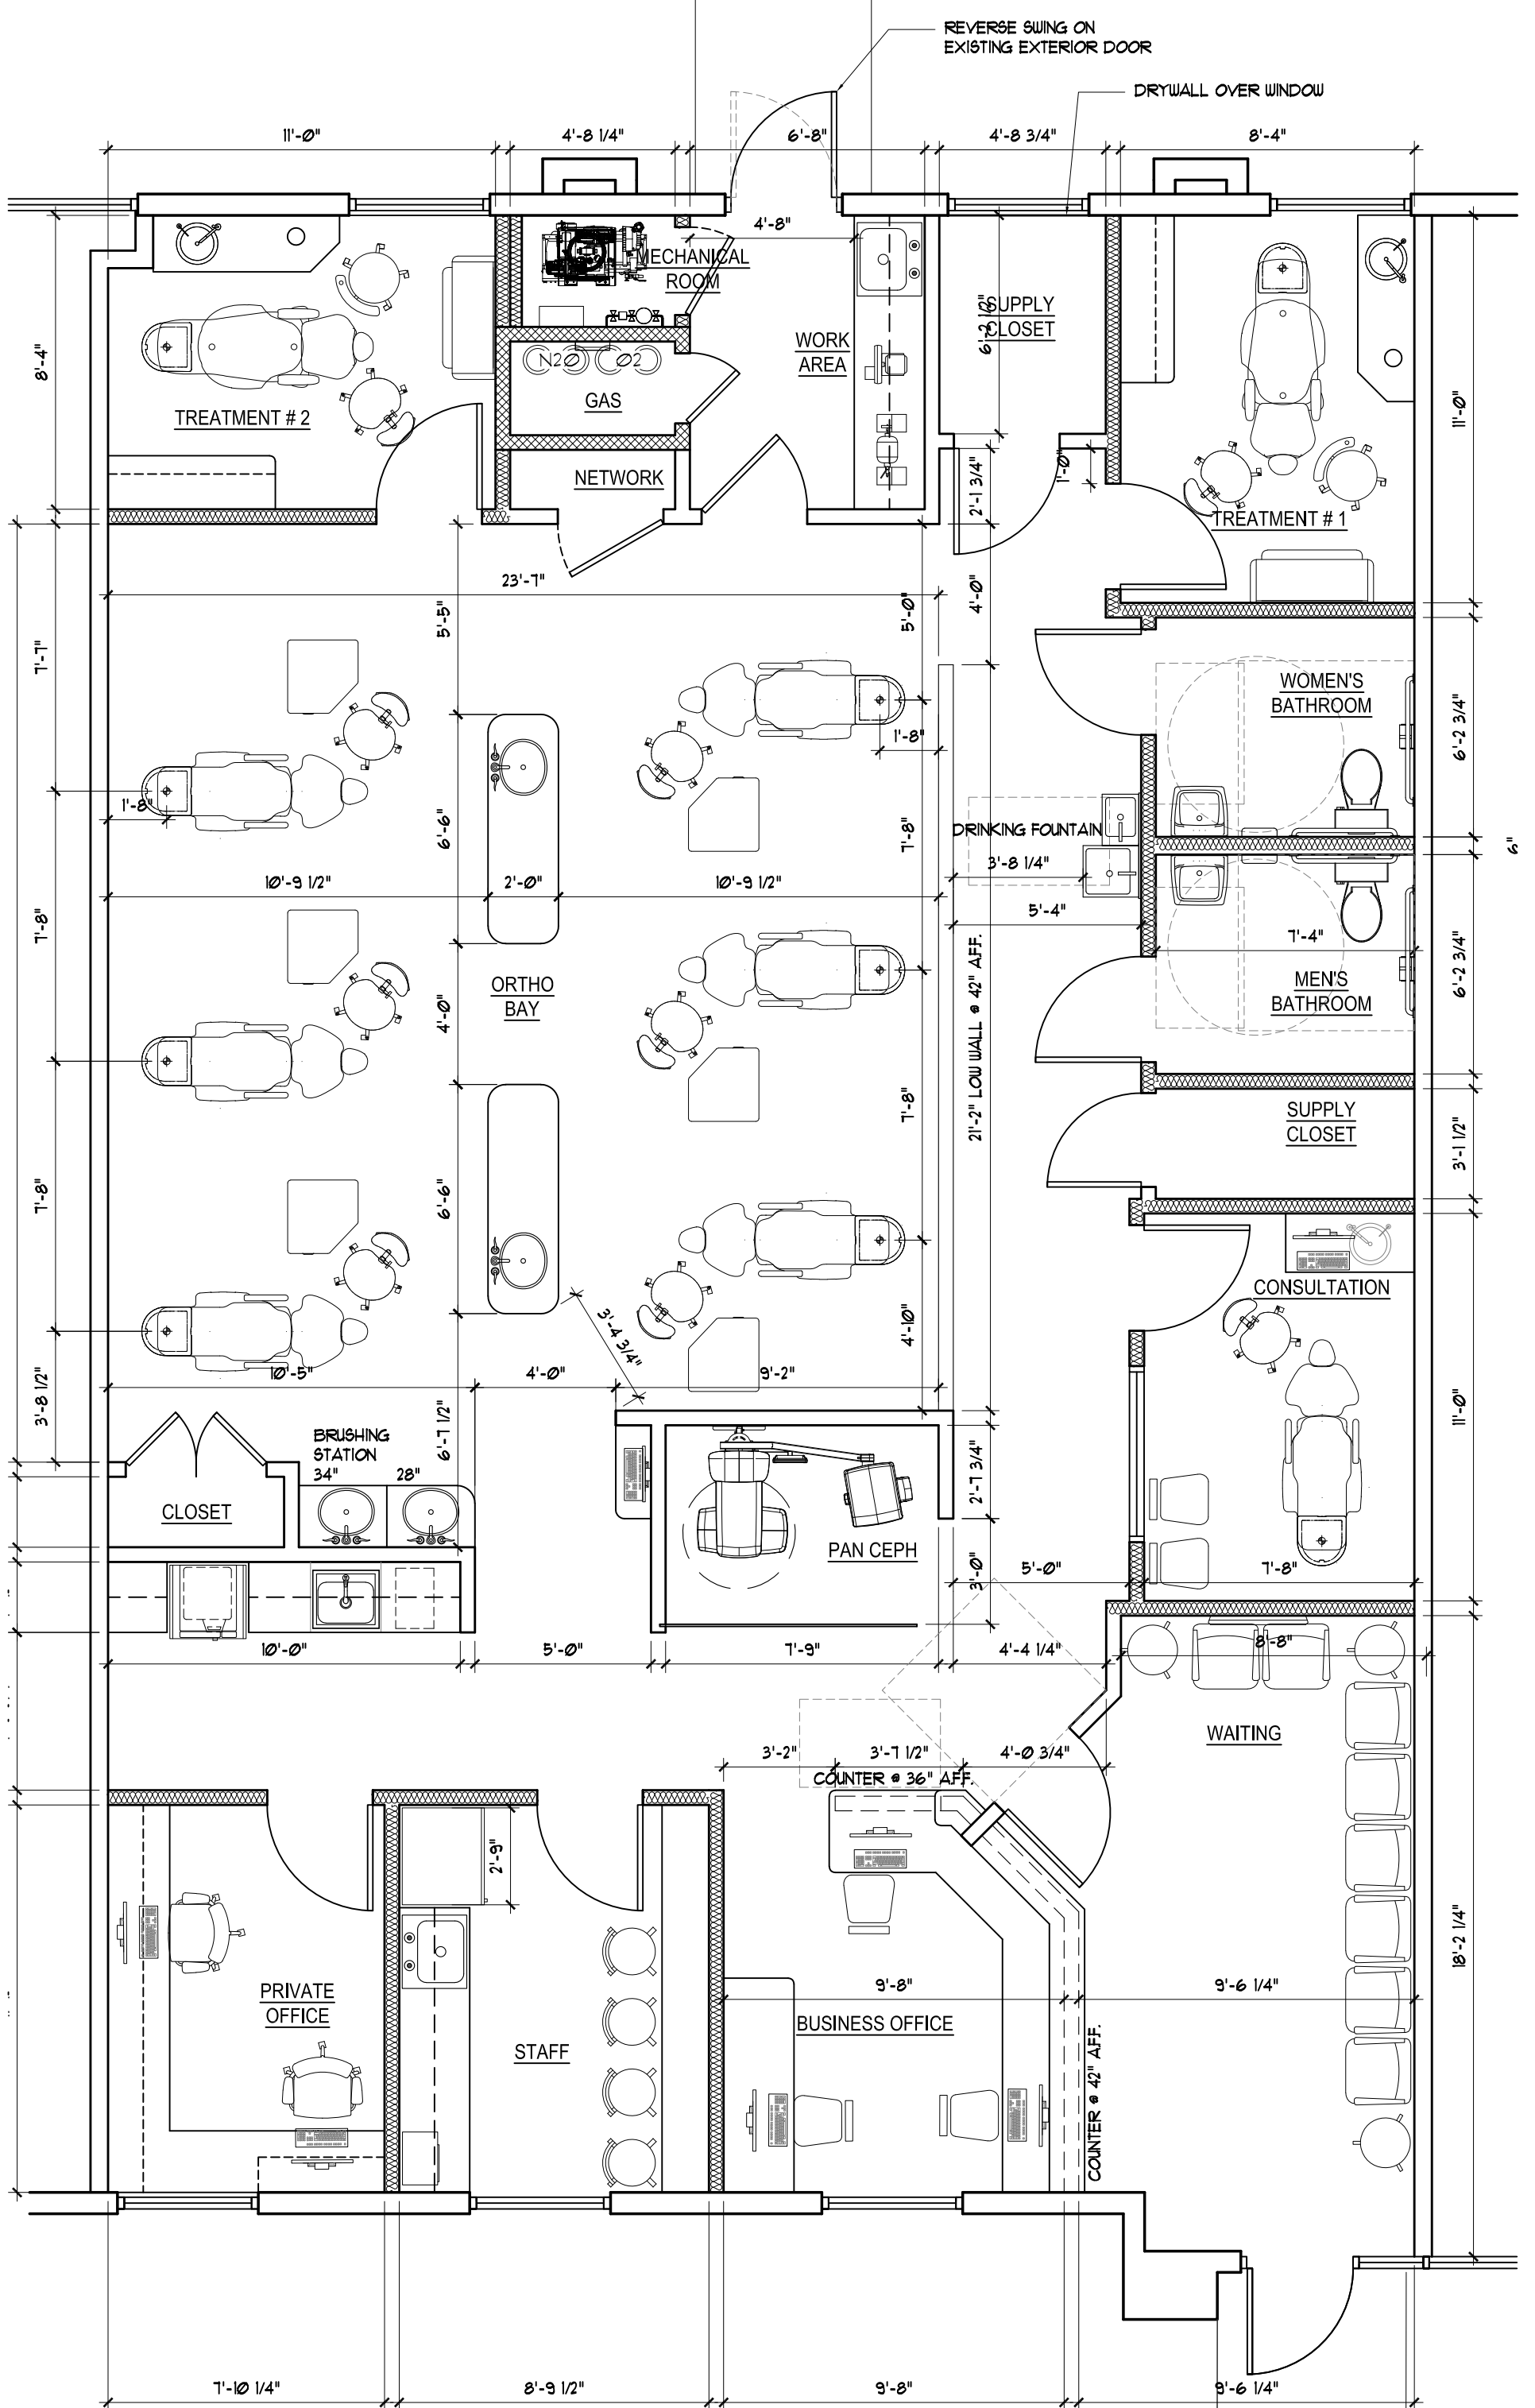 REVERSE SWING ON
EXISTING EXTERIOR DOOR
DRYWALL OVER WINDOW
11'-0"
4'-8 1/4"
6'-8"
4'-8 3/4"
8'-4"
4'-8"
MECHANICAL
ROOM
SUPPLY
CLOSET
6'-2 1/2"
WORK
AREA
8'-4"
N2O
O2
GAS
TREATMENT # 2
11'-0"
NETWORK
2'-1 3/4"
1'-0"
TREATMENT # 1
23'-7"
5'-5"
5'-0"
4'-0"
7'-7"
WOMEN'S
BATHROOM
6'-2 3/4"
1'-8"
1'-8"
6'-6"
7'-8"
DRINKING FOUNTAIN
3'-8 1/4"
6"
10'-9 1/2"
2'-0"
10'-9 1/2"
5'-4"
7'-8"
7'-4"
ORTHO
BAY
4'-0"
21'-2" LOW WALL @ 42" AFF.
MEN'S
BATHROOM
6'-2 3/4"
7'-8"
SUPPLY
CLOSET
3'-1 1/2"
7'-8"
6'-6"
CONSULTATION
3'-4 3/4"
4'-10"
10'-5"
4'-0"
9'-2"
3'-8 1/2"
11'-0"
BRUSHING
STATION
34"
28"
6'-7 1/2"
2'-7 3/4"
CLOSET
PAN CEPH
3'-0"
5'-0"
7'-8"
10'-0"
5'-0"
7'-9"
4'-4 1/4"
8'-8"
WAITING
3'-2"
3'-7 1/2"
4'-0 3/4"
COUNTER @ 36" AFF.
2'-9"
18'-2 1/4"
PRIVATE
OFFICE
9'-8"
9'-6 1/4"
BUSINESS OFFICE
STAFF
COUNTER @ 42" AFF.
7'-10 1/4"
8'-9 1/2"
9'-8"
9'-6 1/4"